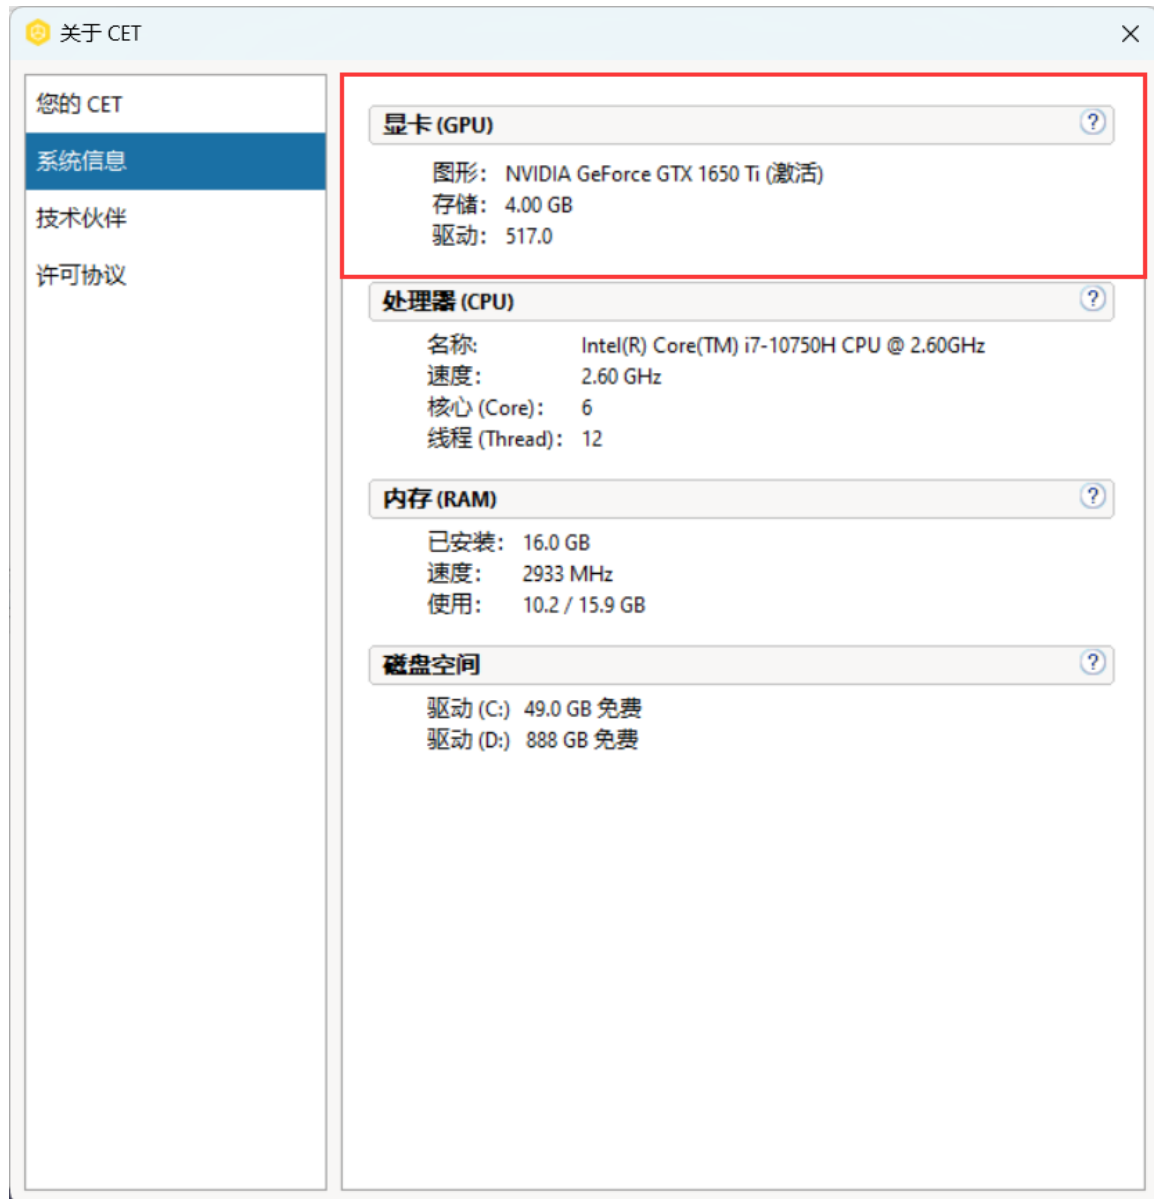 关于 CET
您的 CET
系统信息
技术伙伴
许可协议
显卡 (GPU)
图形： NVIDIA GeForce GTX 1650 Ti (激活)
存储： 4.00 GB
驱动： 517.0
处理器 (CPU)
名称: Intel(R) Core(TM) i7-10750H CPU @ 2.60GHz
速度： 2.60 GHz
核心 (Core)： 6
线程 (Thread)： 12
内存 (RAM)
已安装： 16.0 GB
速度： 2933 MHz
使用： 10.2 / 15.9 GB
磁盘空间
驱动 (C:) 49.0 GB 免费
驱动 (D:) 888 GB 免费